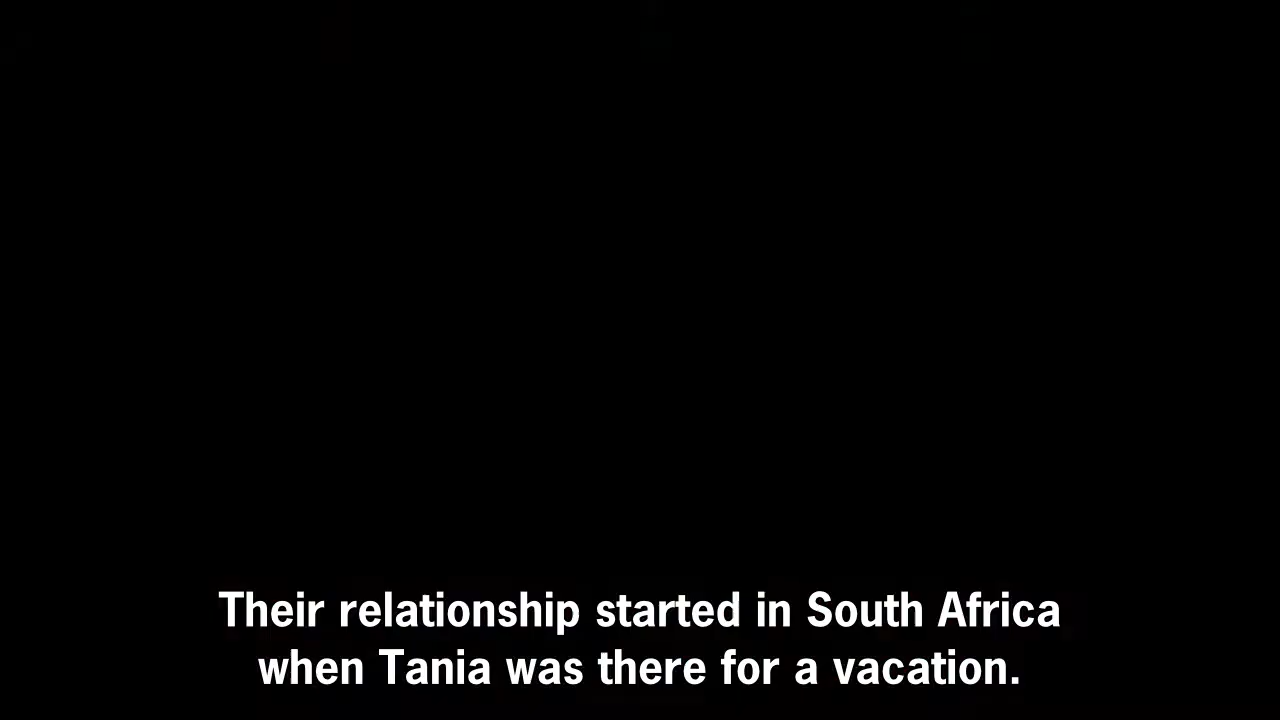 Their relationship started in South Africa
when Tania was there for a vacation.